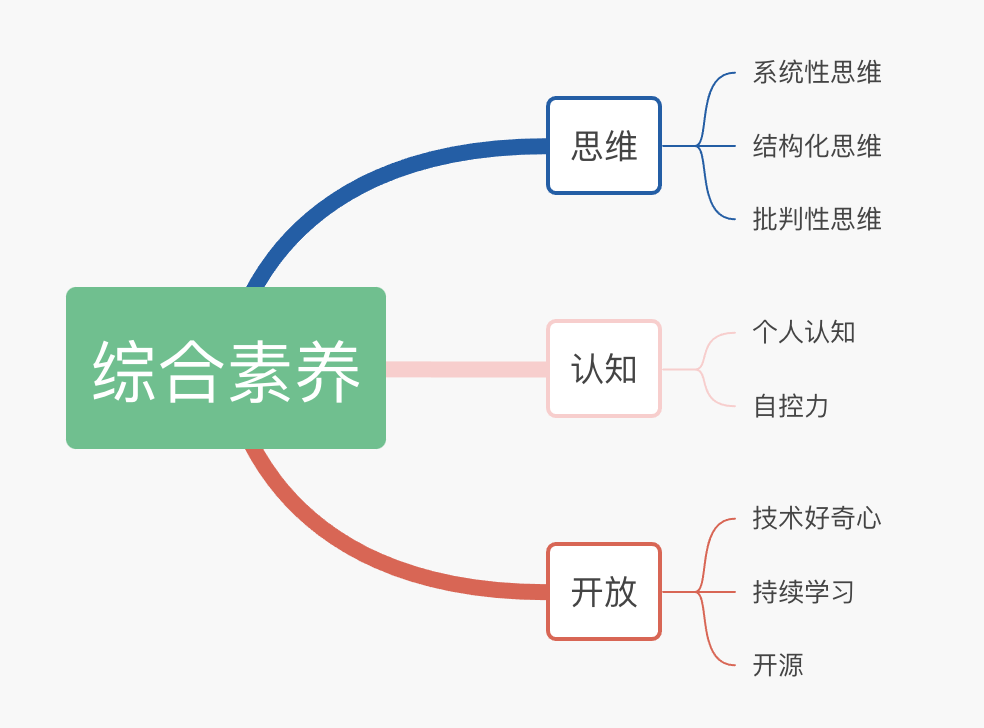 综合素养
思维
系统性思维
结构化思维
批判性思维
认知
个人认知
自控力
开放
技术好奇心
持续学习
开源